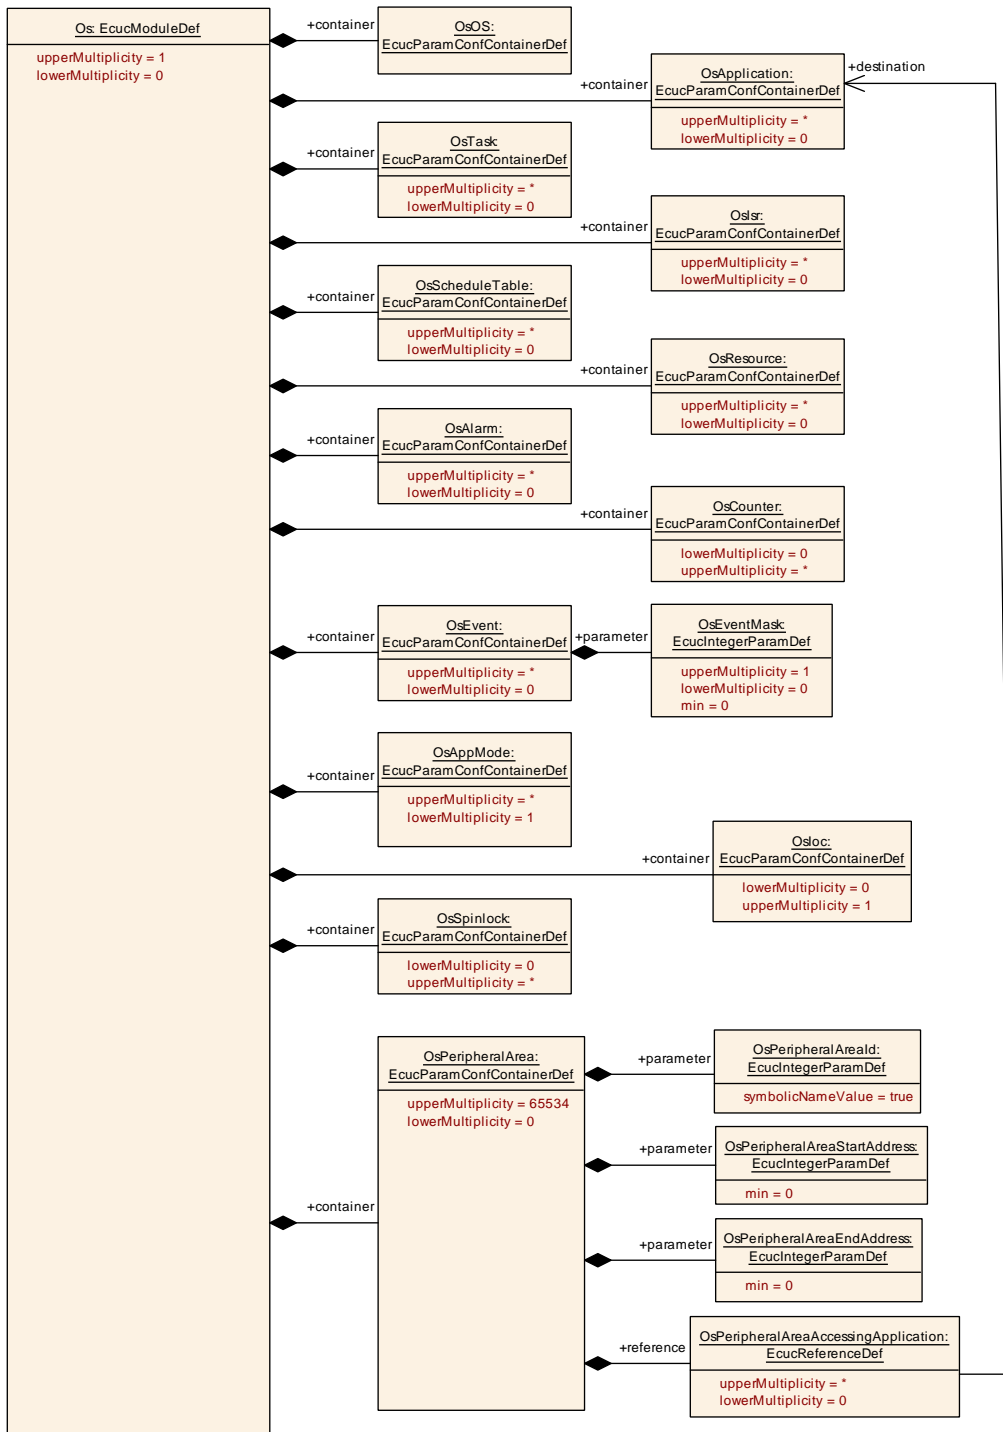 Os: EcucModuleDef
upperMultiplicity = 1
lowerMultiplicity = 0
+container
OsOS:
EcucParamConfContainerDef
+container
OsApplication:
EcucParamConfContainerDef
upperMultiplicity = *
lowerMultiplicity = 0
+destination
+container
OsTask:
EcucParamConfContainerDef
upperMultiplicity = *
lowerMultiplicity = 0
+container
OsIsr:
EcucParamConfContainerDef
upperMultiplicity = *
lowerMultiplicity = 0
+container
OsScheduleTable:
EcucParamConfContainerDef
upperMultiplicity = *
lowerMultiplicity = 0
+container
OsResource:
EcucParamConfContainerDef
upperMultiplicity = *
lowerMultiplicity = 0
+container
OsAlarm:
EcucParamConfContainerDef
upperMultiplicity = *
lowerMultiplicity = 0
+container
OsCounter:
EcucParamConfContainerDef
lowerMultiplicity = 0
upperMultiplicity = *
+container
OsEvent:
EcucParamConfContainerDef
upperMultiplicity = *
lowerMultiplicity = 0
+parameter
OsEventMask:
EcucIntegerParamDef
upperMultiplicity = 1
lowerMultiplicity = 0
min = 0
+container
OsAppMode:
EcucParamConfContainerDef
upperMultiplicity = *
lowerMultiplicity = 1
+container
OsIoc:
EcucParamConfContainerDef
lowerMultiplicity = 0
upperMultiplicity = 1
+container
OsSpinlock:
EcucParamConfContainerDef
lowerMultiplicity = 0
upperMultiplicity = *
+container
OsPeripheralArea:
EcucParamConfContainerDef
upperMultiplicity = 65534
lowerMultiplicity = 0
+parameter
OsPeripheralAreaId:
EcucIntegerParamDef
symbolicNameValue = true
+parameter
OsPeripheralAreaStartAddress:
EcucIntegerParamDef
min = 0
+parameter
OsPeripheralAreaEndAddress:
EcucIntegerParamDef
min = 0
+reference
OsPeripheralAreaAccessingApplication:
EcucReferenceDef
upperMultiplicity = *
lowerMultiplicity = 0